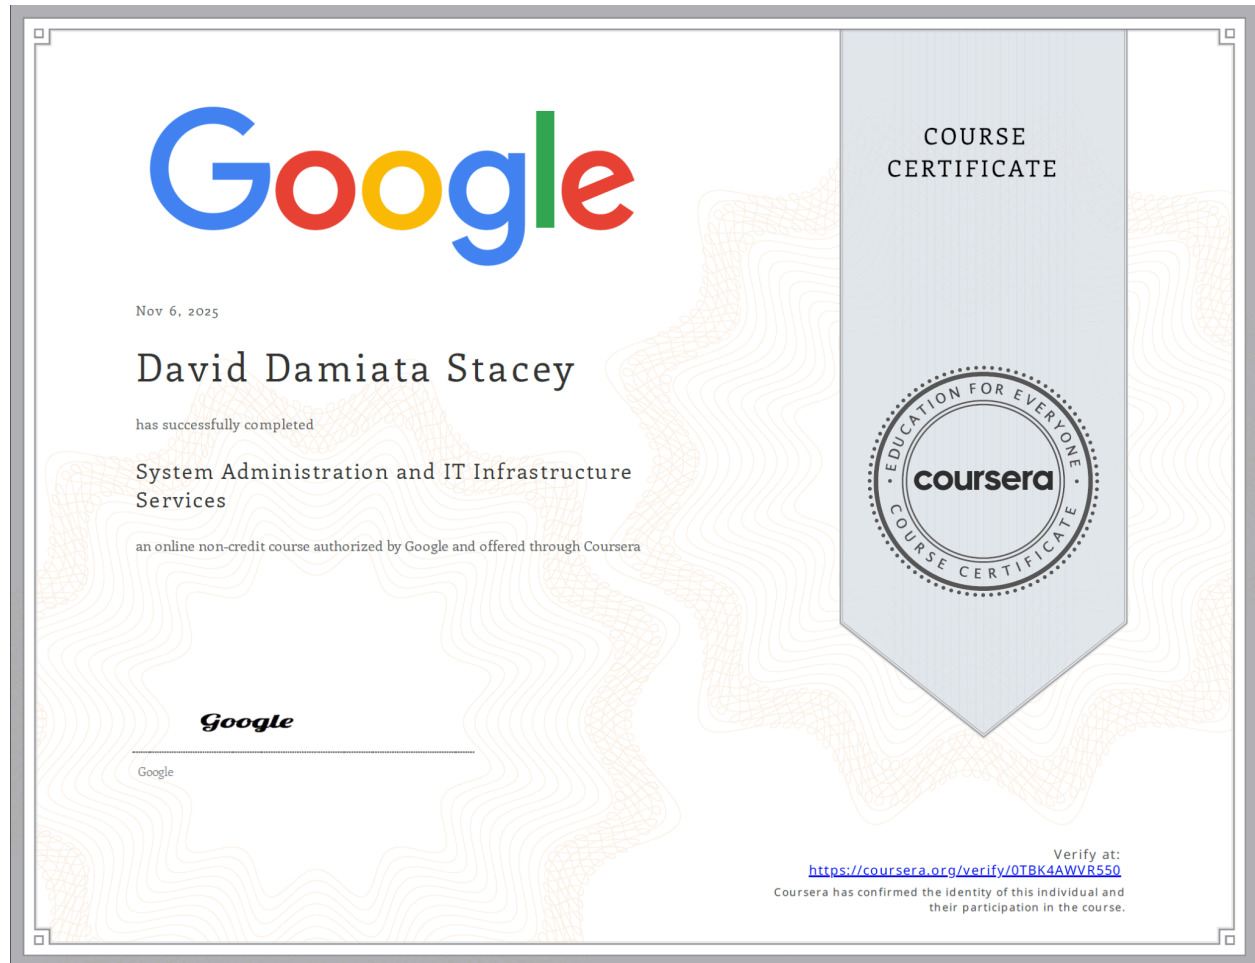 Google
COURSE
CERTIFICATE
Nov 6, 2025
David Damiata Stacey
has successfully completed
System Administration and IT Infrastructure
Services
an online non-credit course authorized by Google and offered through Coursera
EDUCATION FOR EVERYONE
coursera
COURSE CERTIFICATE
Google
Google
Verify at:
https://coursera.org/verify/0TBK4AWVR550
Coursera has confirmed the identity of this individual and
their participation in the course.